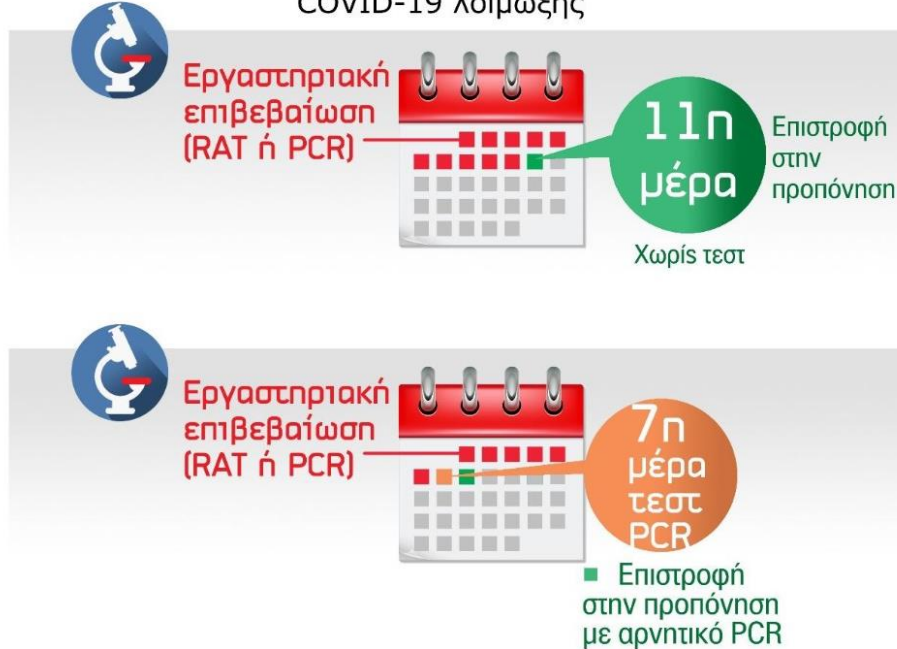 COVID-19 λοίμωξης
Εργαστηριακή
επιβεβαίωση
(RAT ή PCR)
11η
μέρα
Επιστροφή
στην
προπόνηση
Χωρίς τεστ
Εργαστηριακή
επιβεβαίωση
(RAT ή PCR)
7η
μέρα
τεστ
PCR
Επιστροφή
στην προπόνηση
με αρνητικό PCR